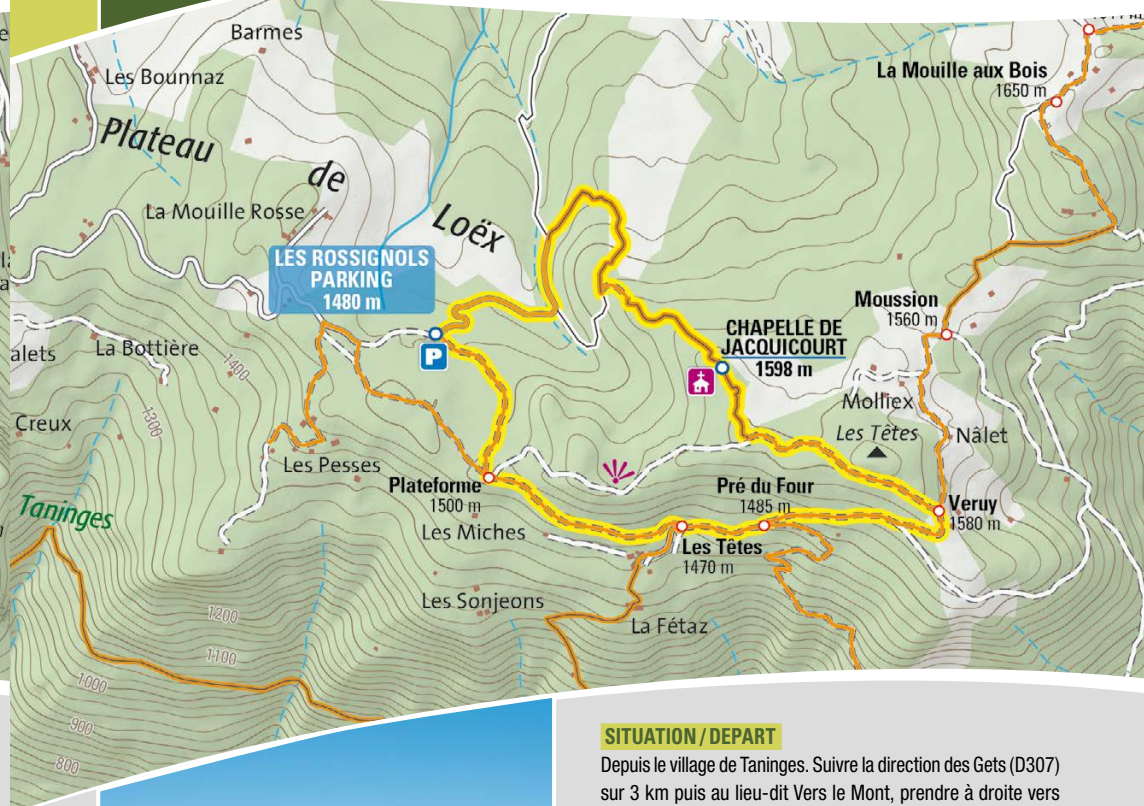 Barmes
Les Bounnaz
Plateau
de
Loëx
La Mouille Rosse
La Mouille aux Bois
1650 m
LES ROSSIGNOLS
PARKING
1480 m
P
alets
La Bottière
1400
1300
Creux
Les Pesses
Taninges
Moussion
1560 m
CHAPELLE DE
JACQUICOURT
1598 m
Molliex
Les Têtes
Nâlet
Plateforme
1500 m
Pré du Four
1485 m
Veruy
1580 m
Les Miches
Les Têtes
1470 m
Les Sonjeons
La Fétaz
1200
1100
1000
900
800
SITUATION / DEPART
Depuis le village de Taninges. Suivre la direction des Gets (D307)
sur 3 km puis au lieu-dit Vers le Mont, prendre à droite vers